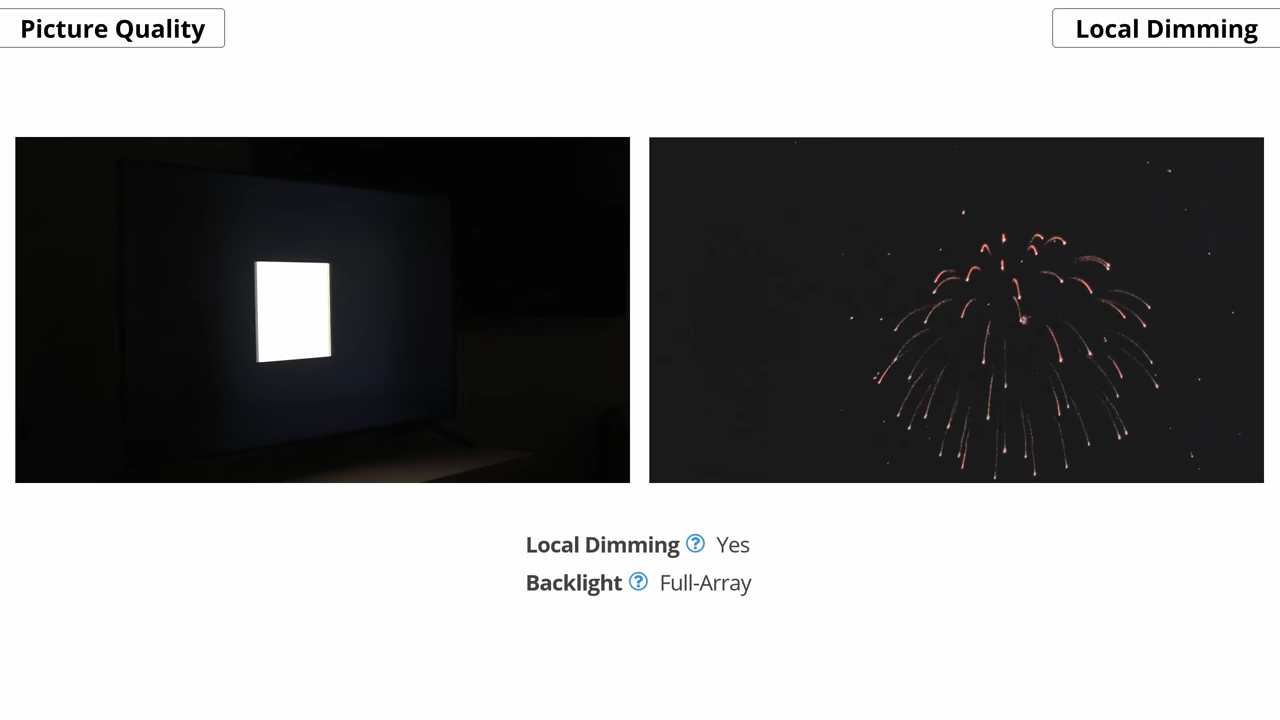 Picture Quality
Local Dimming
Local Dimming ? Yes
Backlight ? Full-Array